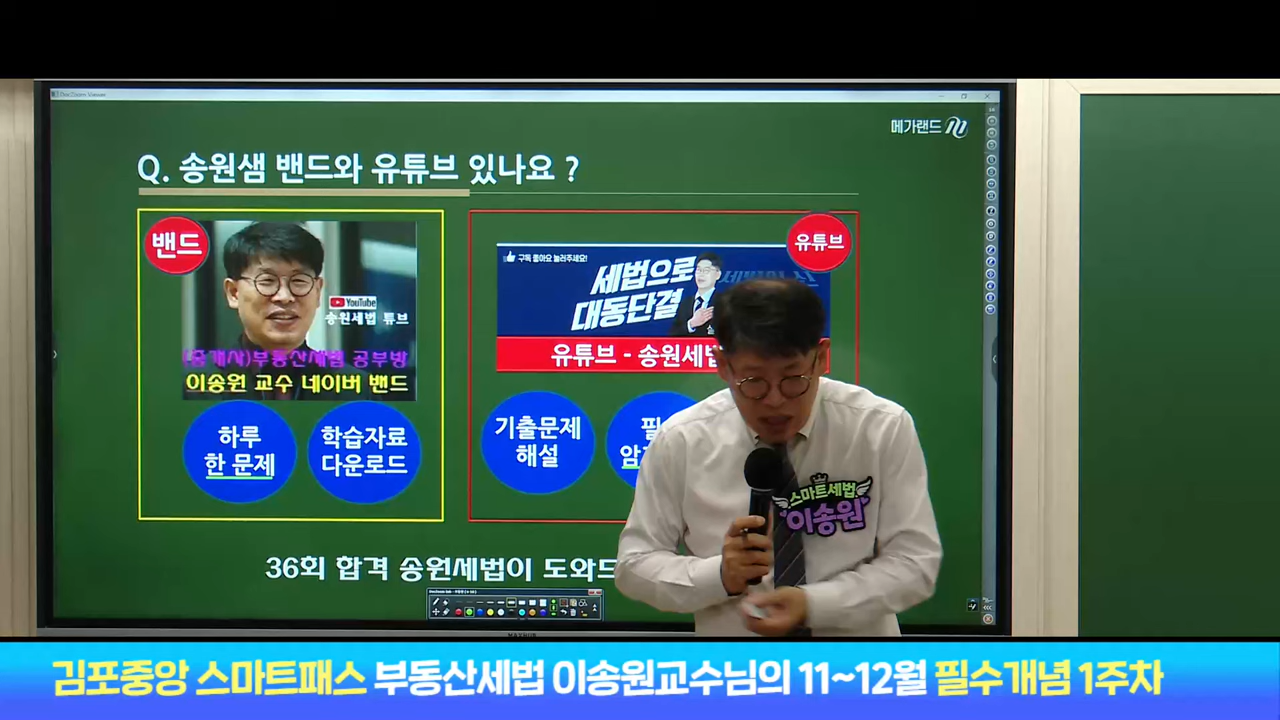 DocZoom Viewer
메가랜드
Q. 송원샘 밴드와 유튜브 있나요 ?
밴드
YouTube
송원세법 튜브
(중개사)부동산세법 공부방
이송원 교수 네이버 밴드
하루
한 문제
학습자료
다운로드
유튜브
구독 좋아요 눌러주세요!
세법으로
대동단결
유튜브 - 송원세법
기출문제
해설
36회 합격 송원세법이 도와드
스마트세법
이송원
김포중앙 스마트패스 부동산세법 이송원교수님의 11~12월 필수개념 1주차